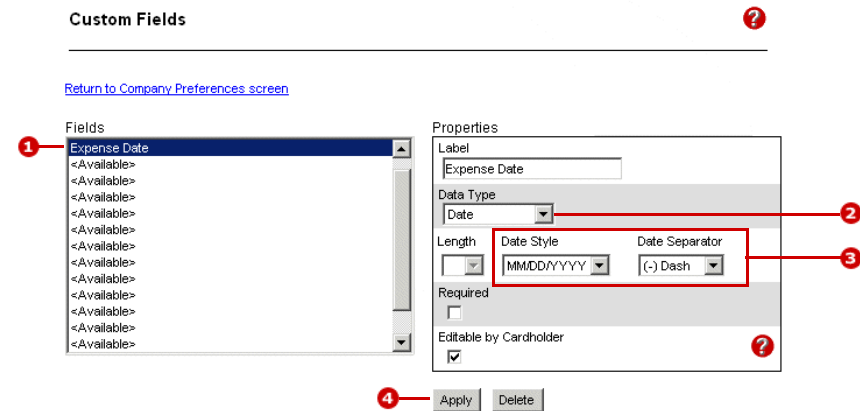 Custom Fields
?
Return to Company Preferences screen
Fields
Properties
1
Expense Date
<Available>
<Available>
<Available>
<Available>
<Available>
<Available>
<Available>
<Available>
<Available>
<Available>
<Available>
<Available>
Label
Expense Date
Data Type
Date
2
Length
Date Style
Date Separator
MM/DD/YYYY
(-) Dash
3
Required
Editable by Cardholder
?
4
Apply
Delete